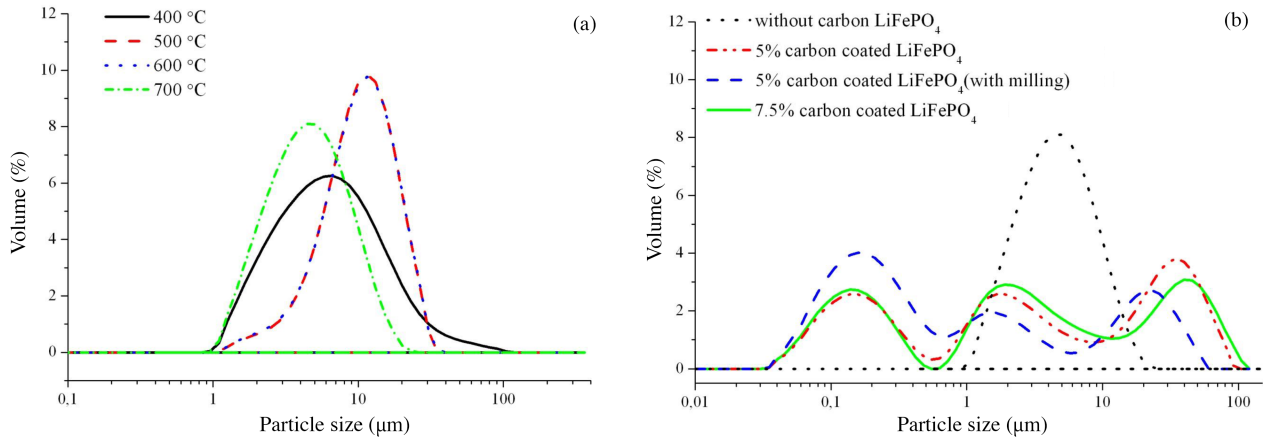 (a)
400 °C
500 °C
600 °C
700 °C
12
10
8
6
4
2
0
Volume (%)
0,1
1
10
100
Particle size (μm)
(b)
without carbon LiFePO4
5% carbon coated LiFePO4
5% carbon coated LiFePO4(with milling)
7.5% carbon coated LiFePO4
12
10
8
6
4
2
0
Volume (%)
0,01
0,1
1
10
100
Particle size (μm)